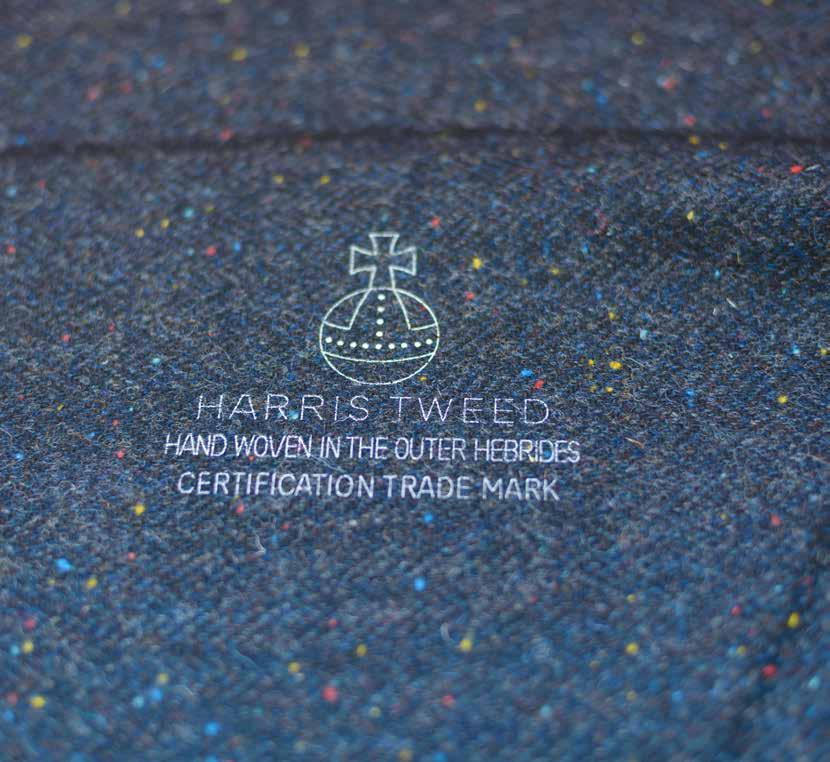 HARRIS TWEED
HAND WOVEN IN THE OUTER HEBRIDES
CERTIFICATION TRADE MARK